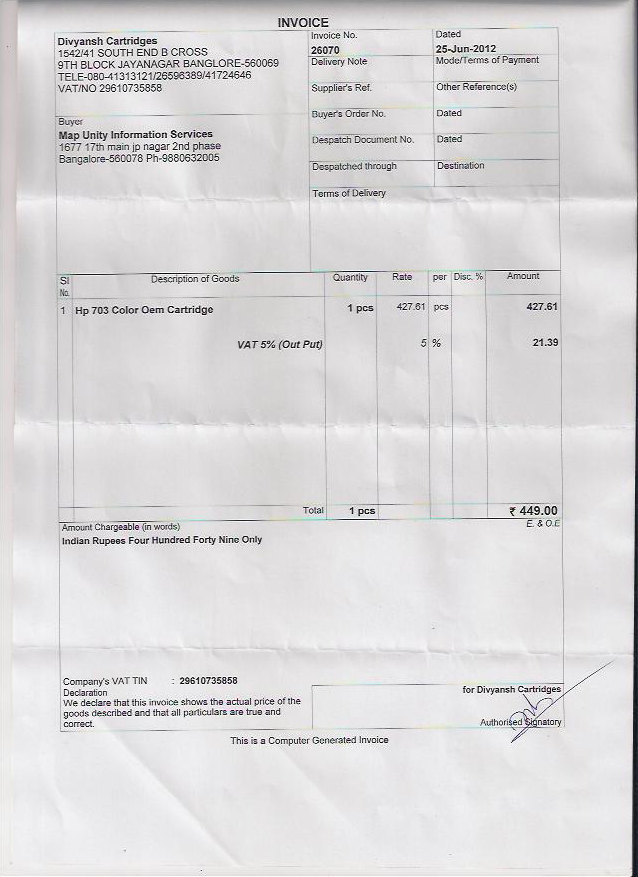 INVOICE
Divyansh Cartridges
1542/41 SOUTH END B CROSS
9TH BLOCK JAYANAGAR BANGLORE-560069
TELE-080-41313121/26596389/41724646
VAT/NO 29610735858
Invoice No.
26070
Dated
25-Jun-2012
Delivery Note
Mode/Terms of Payment
Supplier's Ref.
Other Reference(s)
Buyer's Order No.
Dated
Despatch Document No.
Dated
Despatched through
Destination
Terms of Delivery
Buyer
Map Unity Information Services
1677 17th main jp nagar 2nd phase
Bangalore-560078 Ph-9880632005
Sl No. Description of Goods Quantity Rate per Disc. % Amount
1 Hp 703 Color Oem Cartridge 1 pcs 427.61 pcs 427.61
VAT 5% (Out Put) 5 % 21.39
Total 1 pcs ₹ 449.00
Amount Chargeable (in words) E. & O.E
Indian Rupees Four Hundred Forty Nine Only
Company's VAT TIN : 29610735858
Declaration
We declare that this invoice shows the actual price of the
goods described and that all particulars are true and
correct.
for Divyansh Cartridges
Authorised Signatory
This is a Computer Generated Invoice